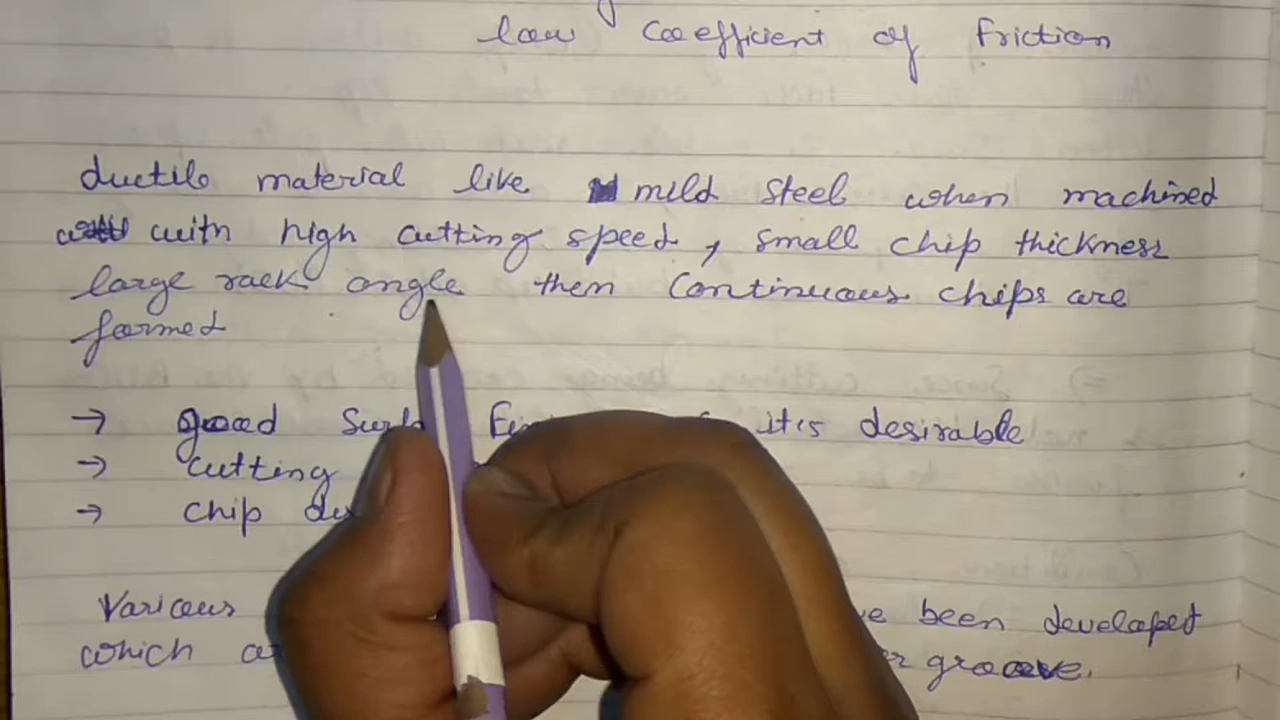 low coefficient of friction
ductile material like mild steel when machined
with high cutting speed, small chip thickness
large rack angle then continuous chips are
formed
→ good it is desirable
→ cutting
→ chip
Various been developed
which groove.